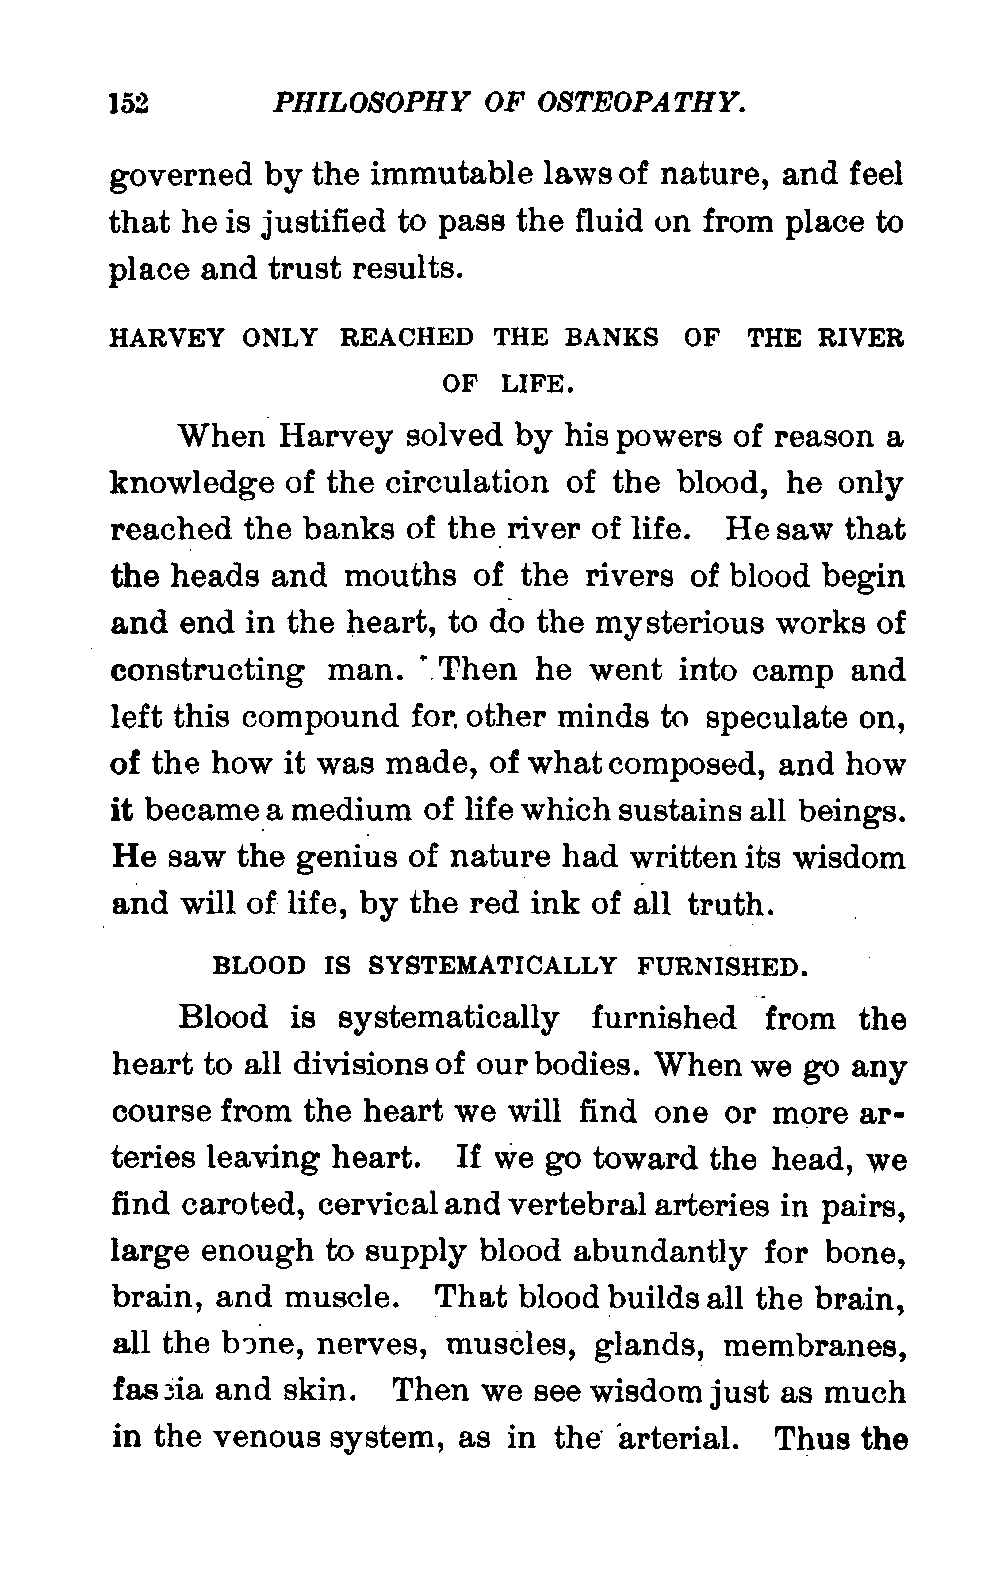 152 PHILOSOPHY OF OSTEOPATHY.
governed by the immutable laws of nature, and feel
that he is justified to pass the fluid on from place to
place and trust results.
HARVEY ONLY REACHED THE BANKS OF THE RIVER
OF LIFE.
When Harvey solved by his powers of reason a
knowledge of the circulation of the blood, he only
reached the banks of the river of life. He saw that
the heads and mouths of the rivers of blood begin
and end in the heart, to do the mysterious works of
constructing man. Then he went into camp and
left this compound for other minds to speculate on,
of the how it was made, of what composed, and how
it became a medium of life which sustains all beings.
He saw the genius of nature had written its wisdom
and will of life, by the red ink of all truth.
BLOOD IS SYSTEMATICALLY FURNISHED.
Blood is systematically furnished from the
heart to all divisions of our bodies. When we go any
course from the heart we will find one or more ar-
teries leaving heart. If we go toward the head, we
find caroted, cervical and vertebral arteries in pairs,
large enough to supply blood abundantly for bone,
brain, and muscle. That blood builds all the brain,
all the bone, nerves, muscles, glands, membranes,
fascia and skin. Then we see wisdom just as much
in the venous system, as in the arterial. Thus the